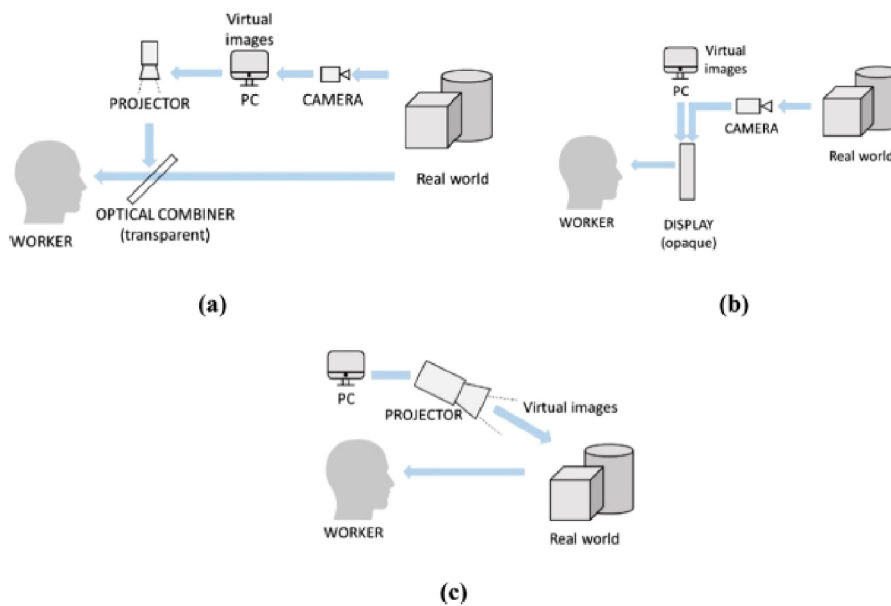 Virtual
images
PROJECTOR
PC
CAMERA
Real world
OPTICAL COMBINER
(transparent)
'WORKER
(a)
Virtual
images
PC
CAMERA
Real world
WORKER
DISPLAY
(opaque)
(b)
PC
PROJECTOR
Virtual images
WORKER
Real world
(c)